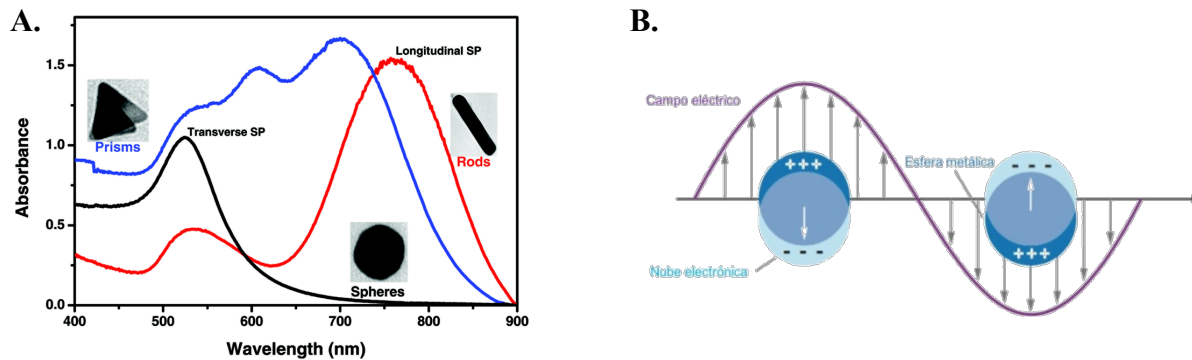 A.
Absorbance
1.5
1.0
0.5
0.0
Longitudinal SP
Prisms
Transverse SP
Rods
Spheres
400 500 600 700 800 900
Wavelength (nm)
B.
Campo eléctrico
+++
Esfera metálica
- - -
- - -
Nube electrónica
+++